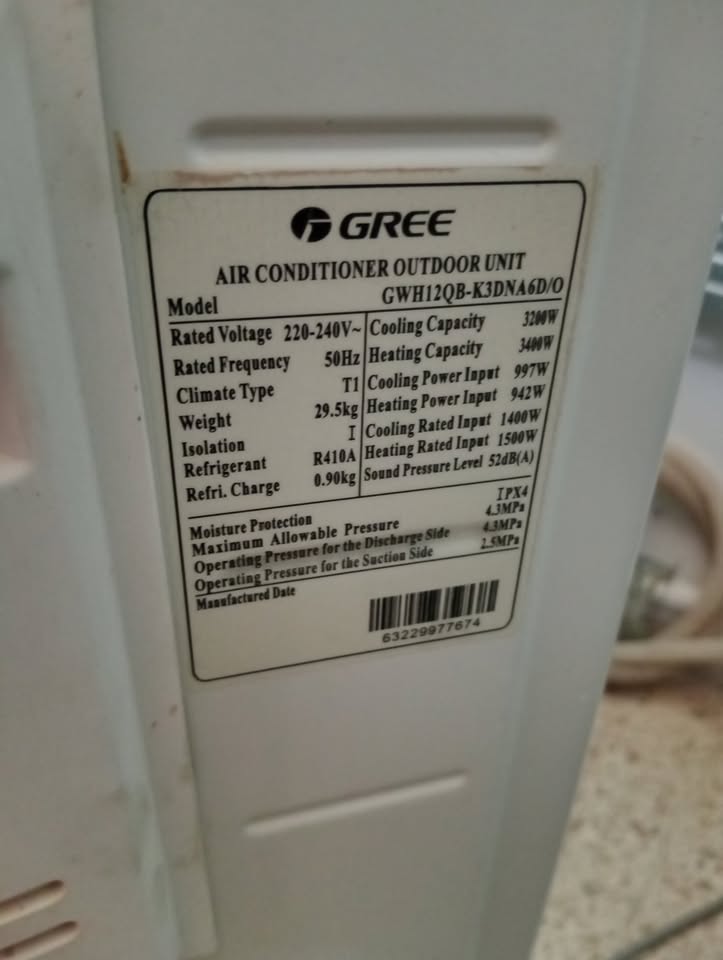 GREE
AIR CONDITIONER OUTDOOR UNIT
Model GWH12QB-K3DNA6D/O
Rated Voltage 220-240V~
Rated Frequency 50Hz
Climate Type T1
Weight 29.5kg
Isolation I
Refrigerant R410A
Refri. Charge 0.90kg
Cooling Capacity 3200W
Heating Capacity 3400W
Cooling Power Input 997W
Heating Power Input 942W
Cooling Rated Input 1400W
Heating Rated Input 1500W
Sound Pressure Level 52dB(A)
Moisture Protection IPX4
Maximum Allowable Pressure 4.3MPa
Operating Pressure for the Discharge Side 4.3MPa
Operating Pressure for the Suction Side 2.5MPa
Manufactured Date
63229977674